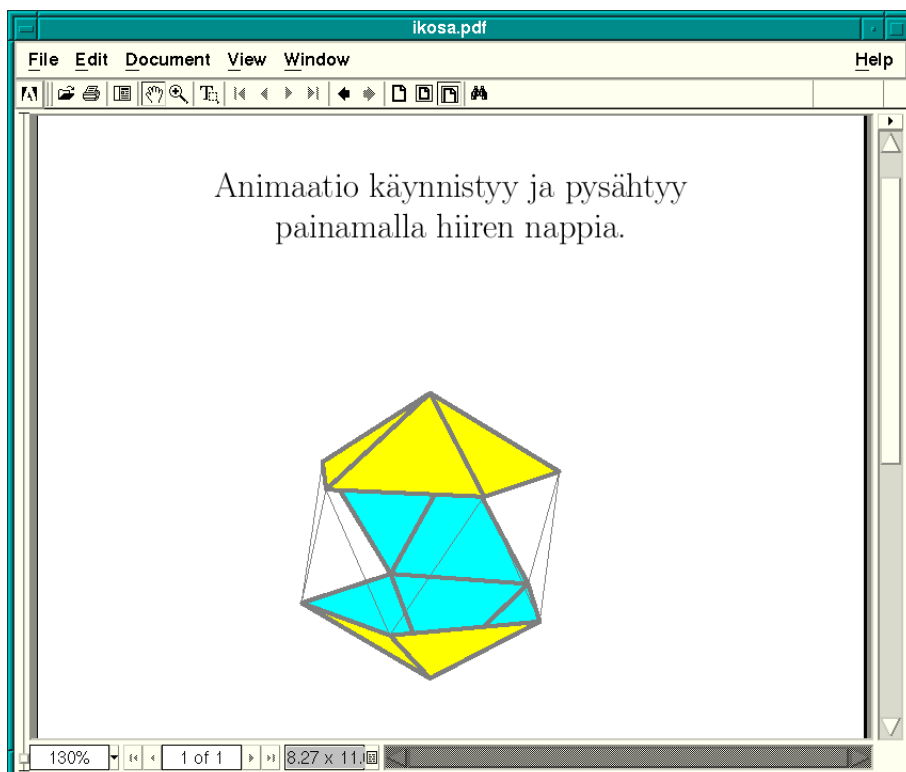 ikosa.pdf
File Edit Document View Window Help
Animaatio käynnistyy ja pysähtyy
painamalla hiiren nappia.
130% 1 of 1 8.27 x 11.